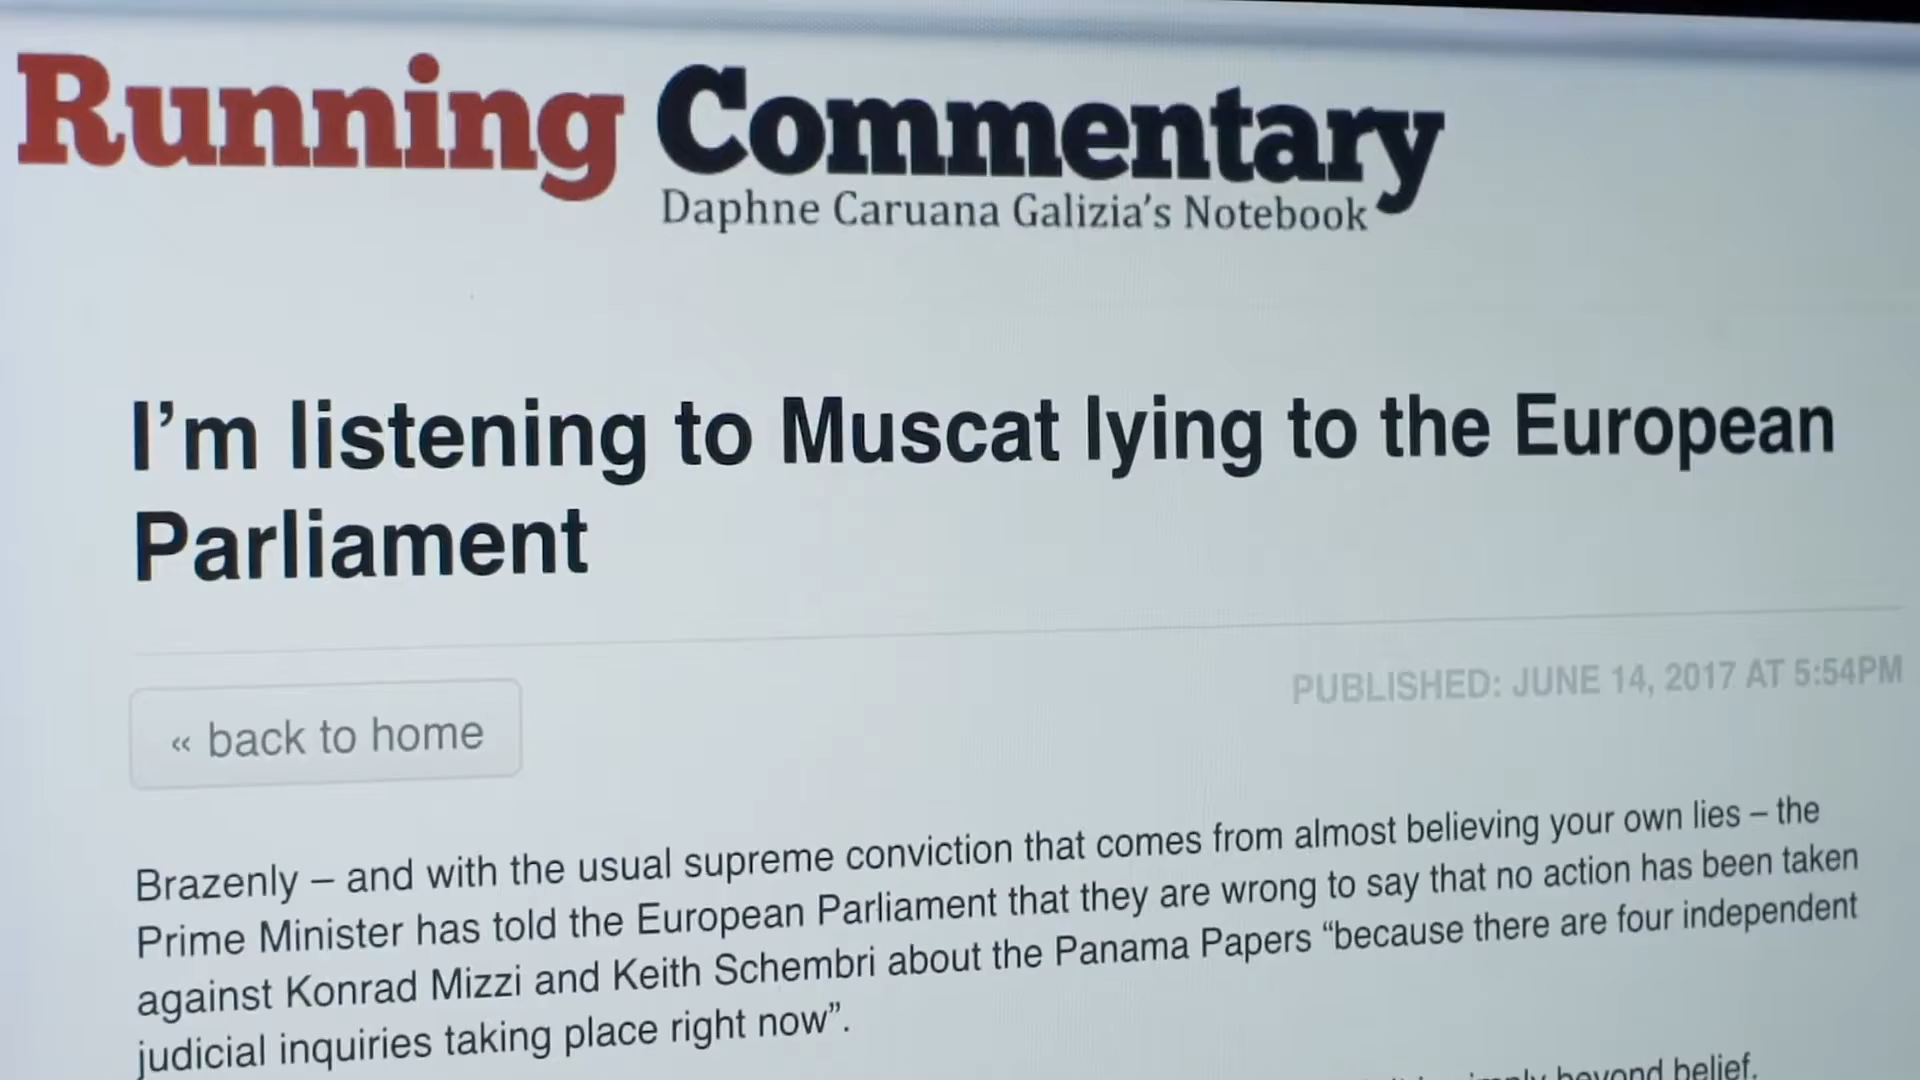 Running Commentary
Daphne Caruana Galizia’s Notebook
I’m listening to Muscat lying to the European
Parliament
PUBLISHED: JUNE 14, 2017 AT 5:54PM
« back to home
Brazenly – and with the usual supreme conviction that comes from almost believing your own lies – the
Prime Minister has told the European Parliament that they are wrong to say that no action has been taken
against Konrad Mizzi and Keith Schembri about the Panama Papers “because there are four independent
judicial inquiries taking place right now”.
beyond belief.